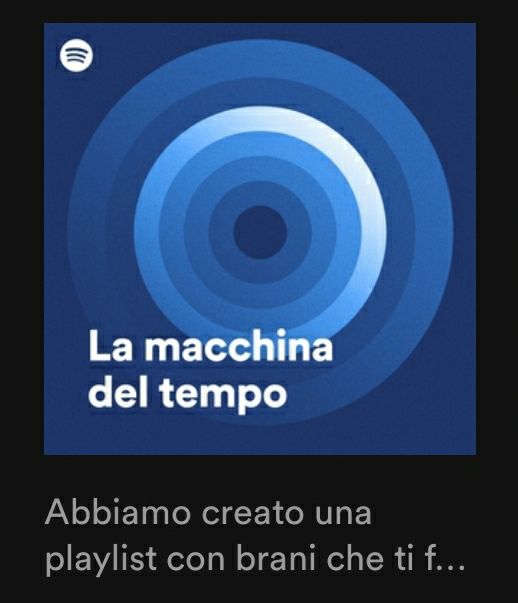 La macchina
del tempo
Abbiamo creato una
playlist con brani che ti f...